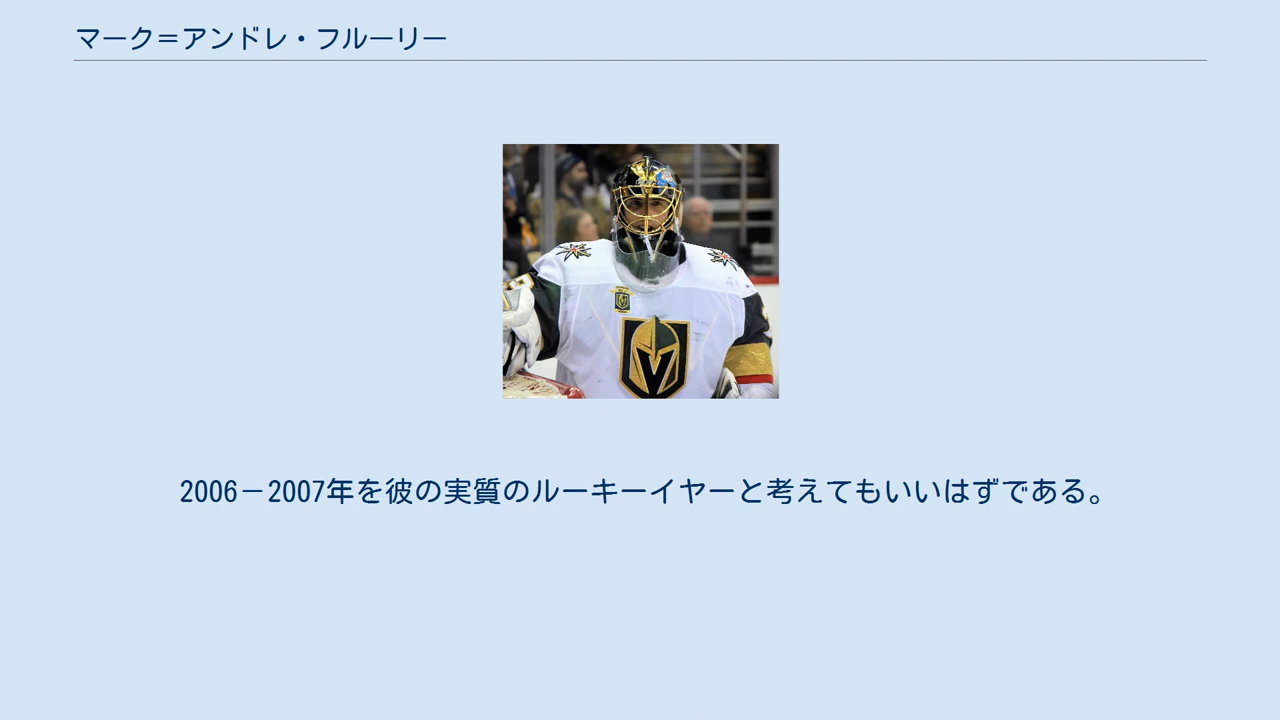 マーク＝アンドレ・フルーリー
2006－2007年を彼の実質のルーキーイヤーと考えてもいいはずである。